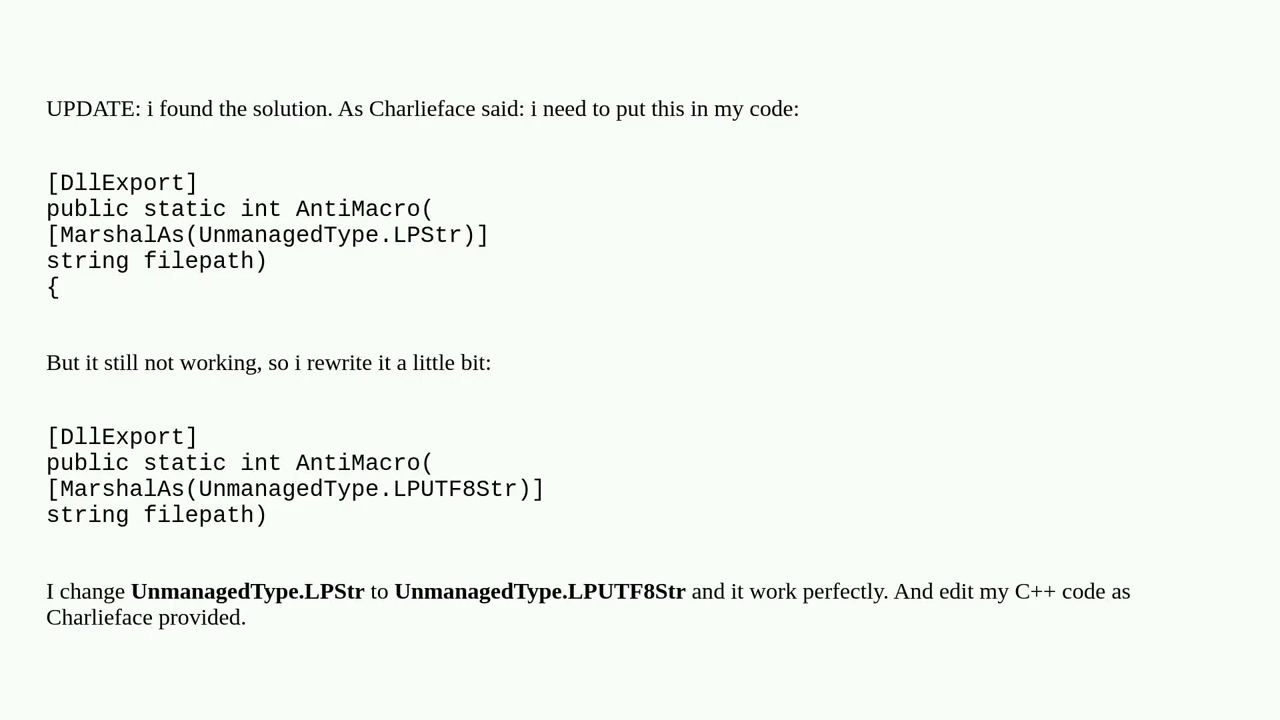 UPDATE: i found the solution. As Charlieface said: i need to put this in my code:
[DllExport]
public static int AntiMacro(
[MarshalAs(UnmanagedType.LPStr)]
string filepath)
{
But it still not working, so i rewrite it a little bit:
[DllExport]
public static int AntiMacro(
[MarshalAs(UnmanagedType.LPUTF8Str)]
string filepath)
I change UnmanagedType.LPStr to UnmanagedType.LPUTF8Str and it work perfectly. And edit my C++ code as
Charlieface provided.